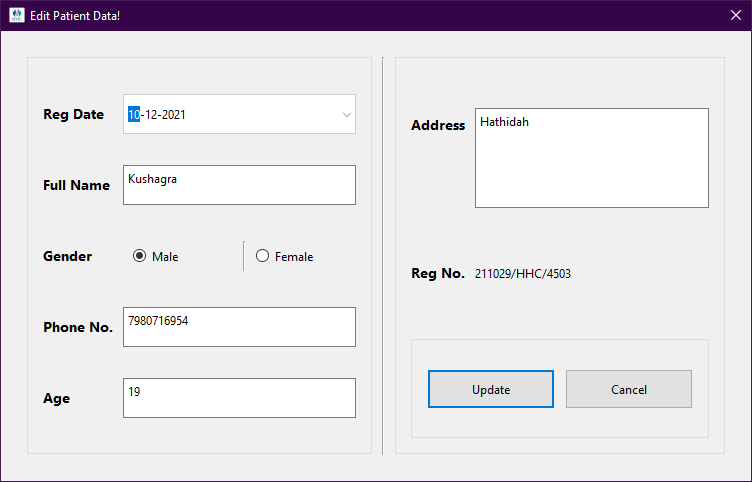 Edit Patient Data!
Reg Date 10-12-2021
Full Name Kushagra
Gender Male Female
Phone No. 7980716954
Age 19
Address Hathidah
Reg No. 211029/HHC/4503
Update Cancel